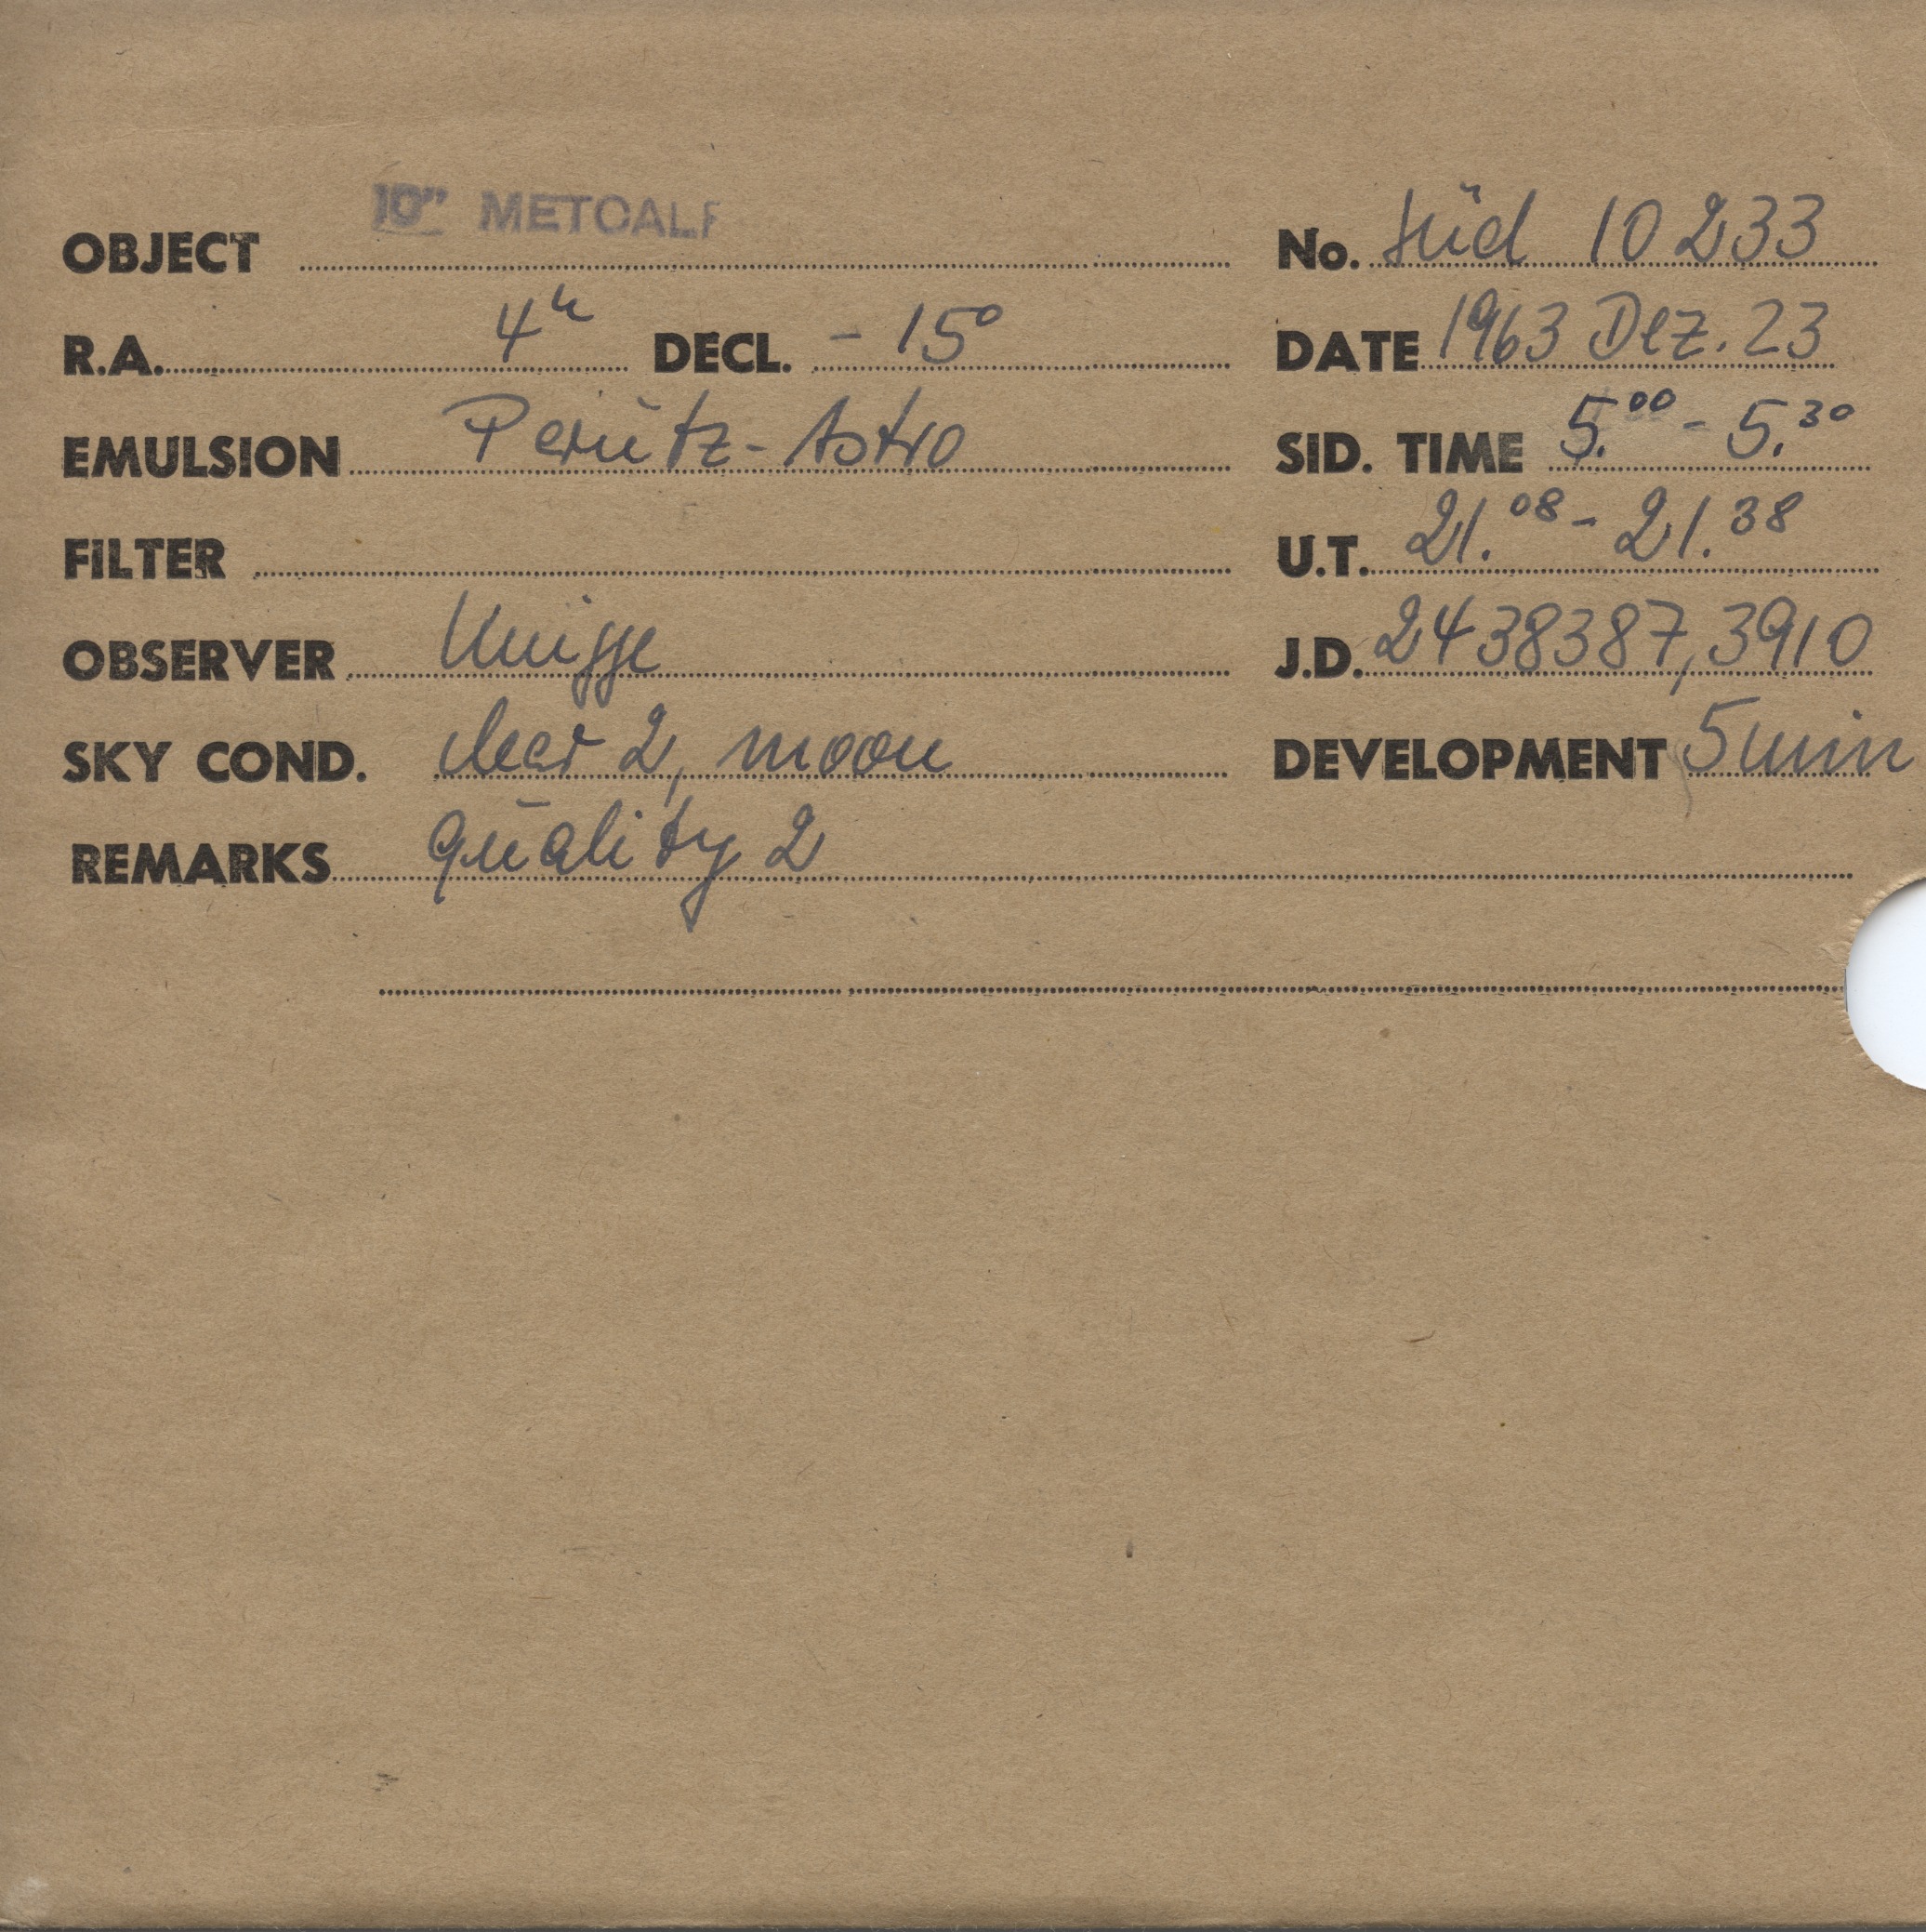 10" METCALF
OBJECT No. Süd 10233
R.A. 4h DECL. - 15° DATE 1963 Dez. 23
EMULSION Perutz-Astro SID. TIME 5.00 - 5.30
FILTER U.T. 21.08 - 21.38
OBSERVER J.D. 2438387,3910
SKY COND. clear 2, moon DEVELOPMENT 5 min
REMARKS quality 2